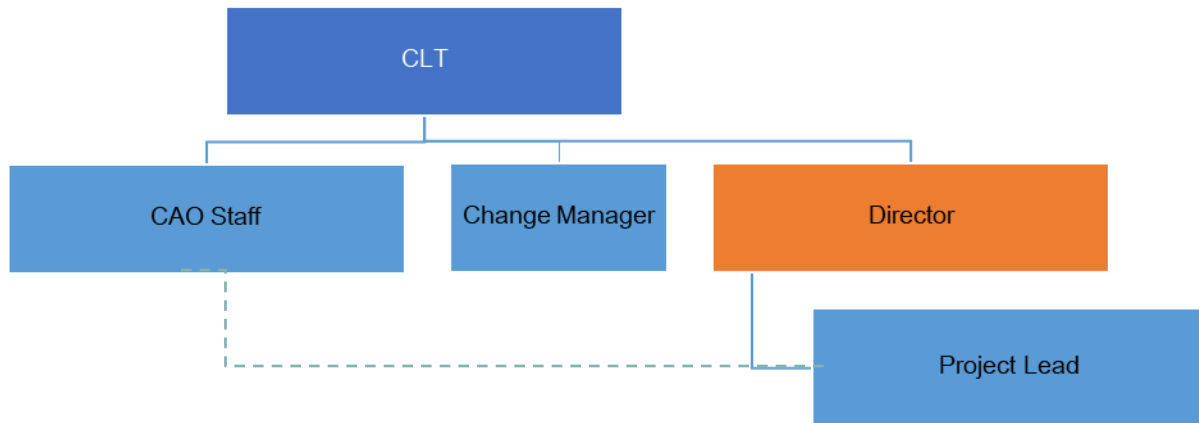 CLT
CAO Staff
Change Manager
Director
Project Lead